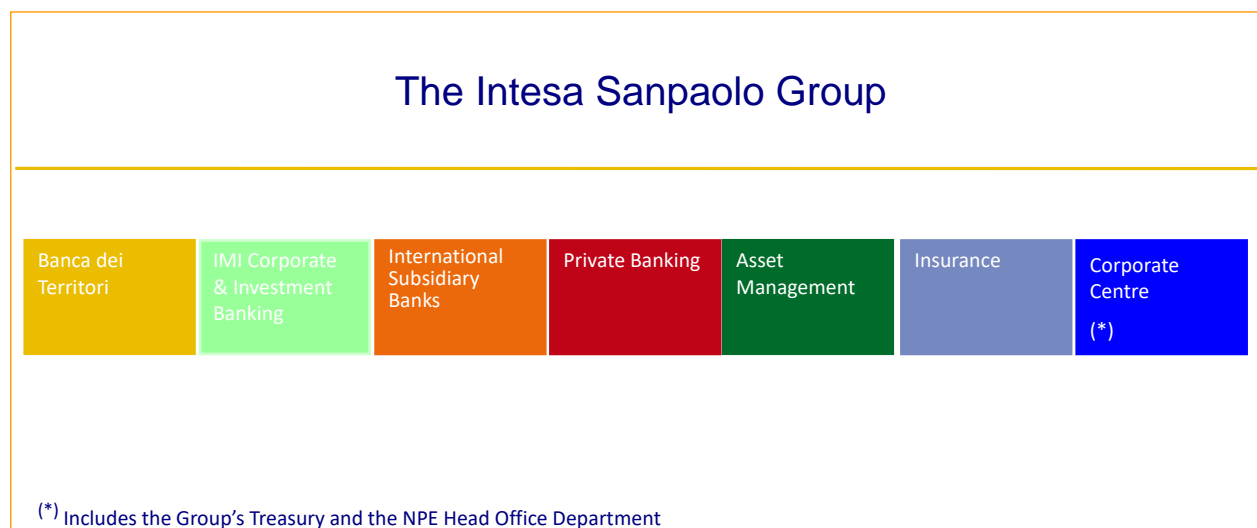 The Intesa Sanpaolo Group
Banca dei
Territori
IMI Corporate
& Investment
Banking
International
Subsidiary
Banks
Private Banking
Asset
Management
Insurance
Corporate
Centre
(*)
(*) Includes the Group’s Treasury and the NPE Head Office Department